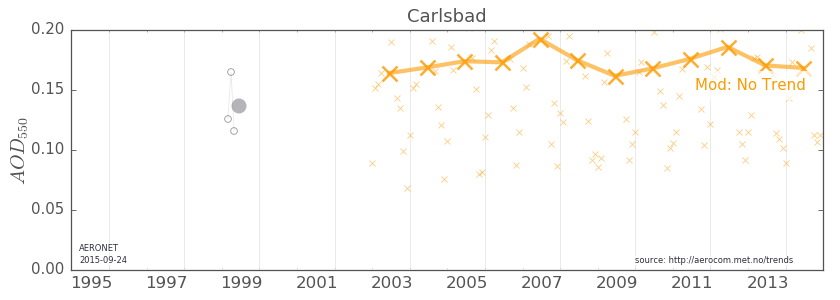 Carlsbad
0.20
0.15
0.10
0.05
0.00
AOD550
Mod: No Trend
AERONET
2015-09-24
source: http://aerocom.met.no/trends
1995 1997 1999 2001 2003 2005 2007 2009 2011 2013